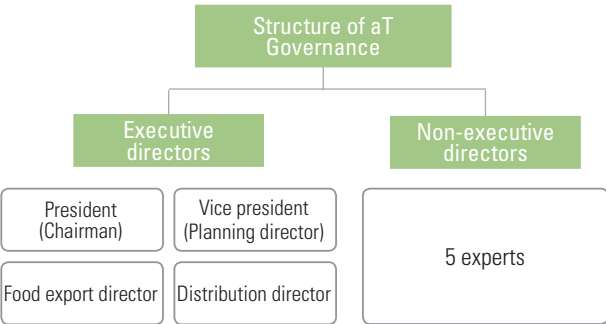 Structure of aT
Governance
Executive
directors
Non-executive
directors
President
(Chairman)
Vice president
(Planning director)
5 experts
Food export director
Distribution director